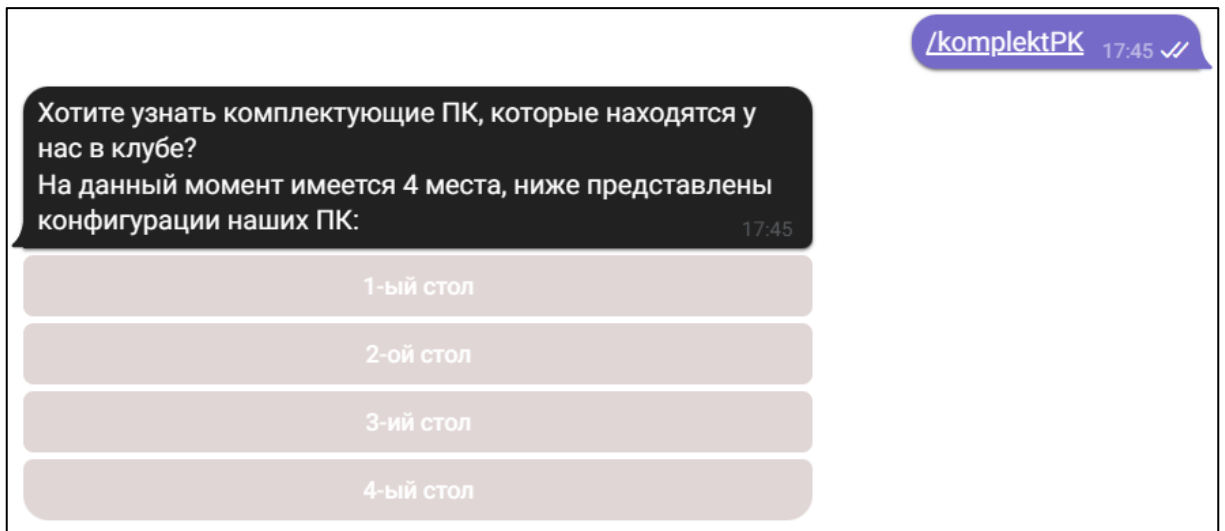 /komplektPK 17:45
Хотите узнать комплектующие ПК, которые находятся у
нас в клубе?
На данный момент имеется 4 места, ниже представлены
конфигурации наших ПК:
17:45
1-ый стол
2-ой стол
3-ий стол
4-ый стол